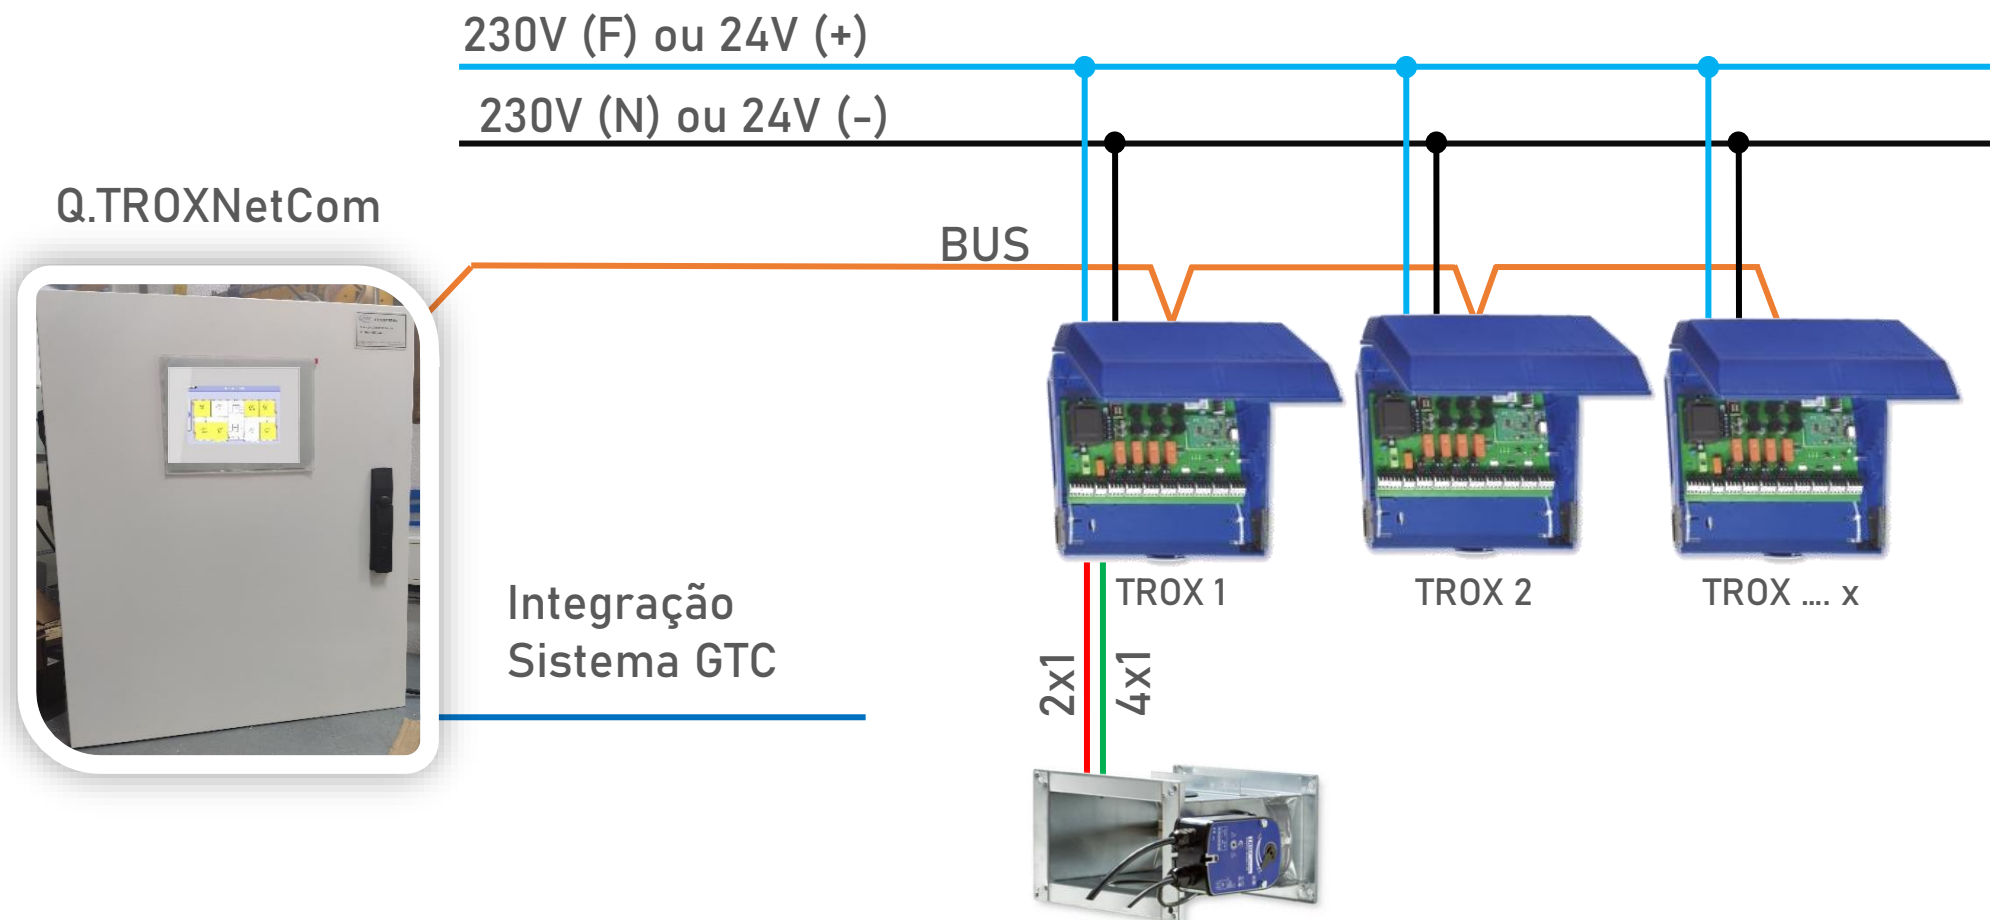 230V (F) ou 24V (+)
230V (N) ou 24V (-)
Q.TROXNetCom
BUS
TROX 1
TROX 2
TROX .... x
Integração
Sistema GTC
2x1
4x1